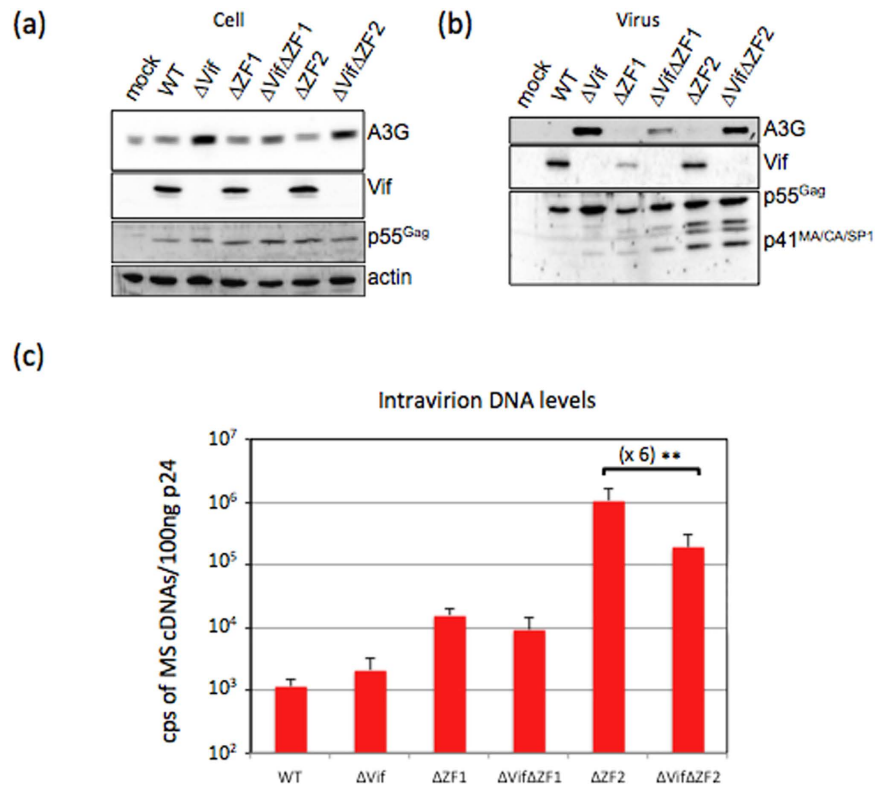 (a)
Cell
mock
WT
ΔVif
ΔZF1
ΔVifΔZF1
ΔZF2
ΔVifΔZF2
A3G
Vif
p55Gag
actin
(b)
Virus
mock
WT
ΔVif
ΔZF1
ΔVifΔZF1
ΔZF2
ΔVifΔZF2
A3G
Vif
p55Gag
p41MA/CA/SP1
(c)
Intravirion DNA levels
cps of MS cDNAs/100ng p24
10⁷
10⁶
10⁵
10⁴
10³
10²
(x 6) **
WT
ΔVif
ΔZF1
ΔVifΔZF1
ΔZF2
ΔVifΔZF2